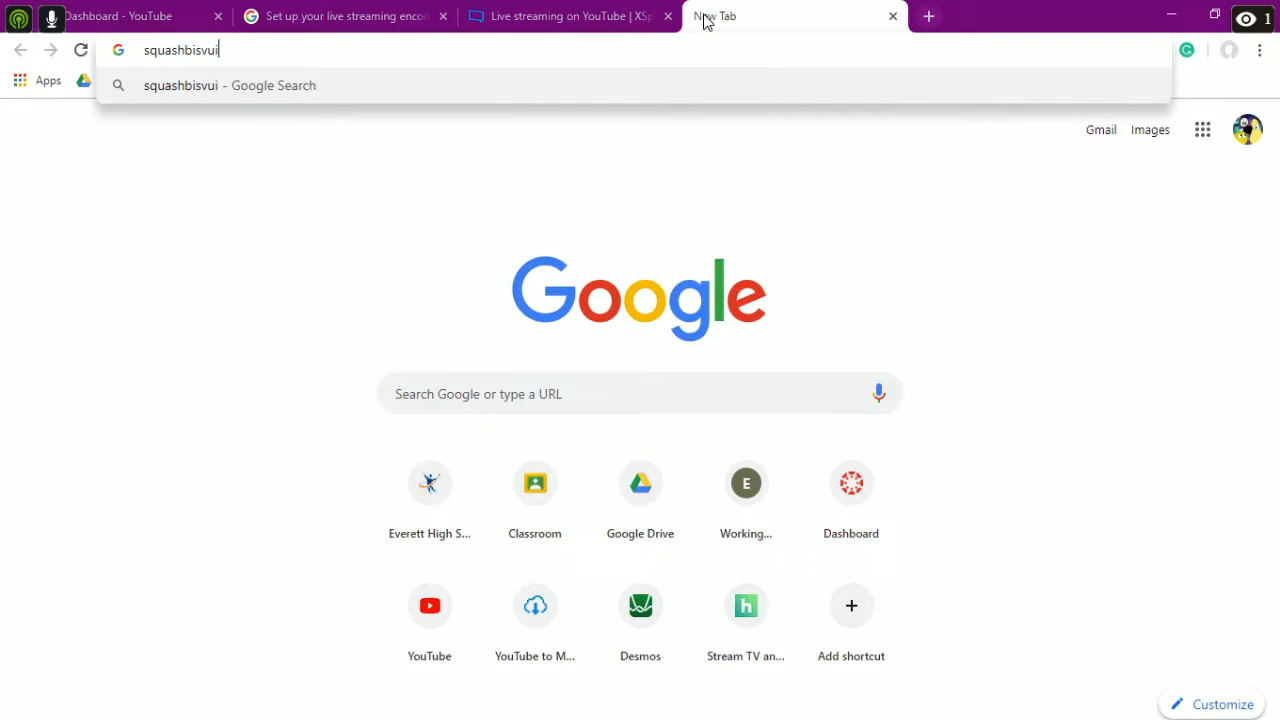 Dashboard - YouTube
Set up your live streaming enco
Live streaming on YouTube | XSp
New Tab
1
squashbisvui
Apps
squashbisvui - Google Search
Gmail
Images
Google
Search Google or type a URL
Everett High S...
Classroom
Google Drive
E
Working...
Dashboard
h
YouTube
YouTube to M...
Desmos
Stream TV an...
Add shortcut
Customize